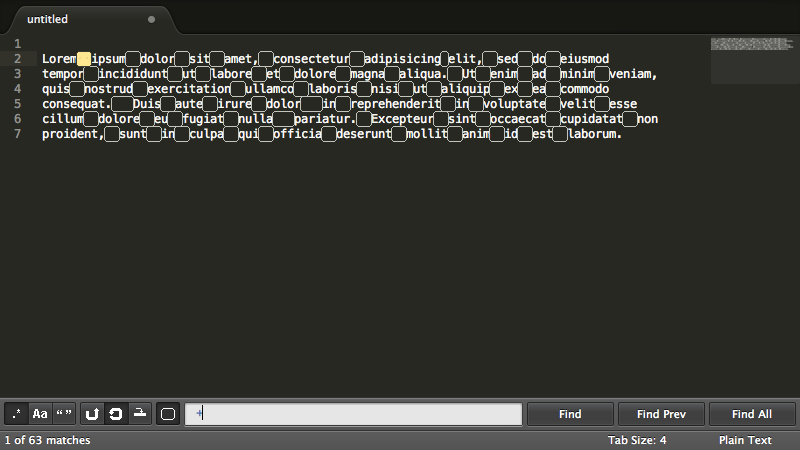 untitled
1
2 Lorem  ipsum  dolor  sit  amet,  consectetur  adipisicing elit,  sed  do  eiusmod
3 tempor  incididunt  ut  labore  et  dolore  magna  aliqua.  Ut  enim  ad  minim  veniam,
4 quis  nostrud  exercitation  ullamco  laboris  nisi  ut  aliquip  ex  ea  commodo
5 consequat.   Duis  aute  irure  dolor   in  reprehenderit  in  voluptate  velit  esse
6 cillum  dolore  eu  fugiat  nulla   pariatur.  Excepteur  sint  occaecat  cupidatat  non
7 proident,  sunt  in  culpa  qui  officia  deserunt  mollit  anim  id  est  laborum.
.* Aa “” + Find Find Prev Find All
1 of 63 matches Tab Size: 4 Plain Text